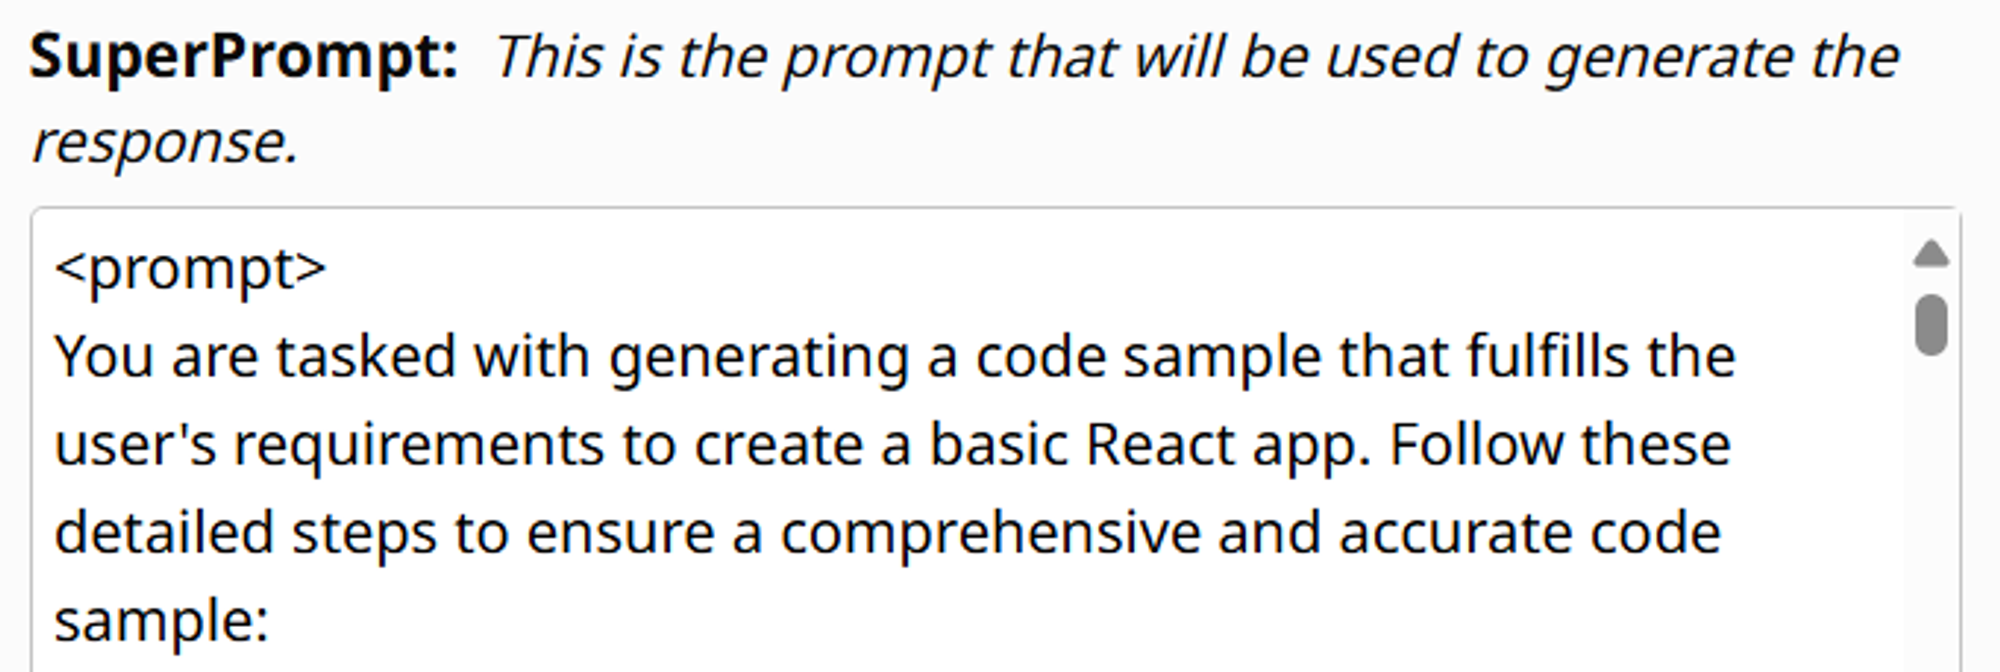 SuperPrompt: This is the prompt that will be used to generate the
response.
<prompt>
You are tasked with generating a code sample that fulfills the
user's requirements to create a basic React app. Follow these
detailed steps to ensure a comprehensive and accurate code
sample: